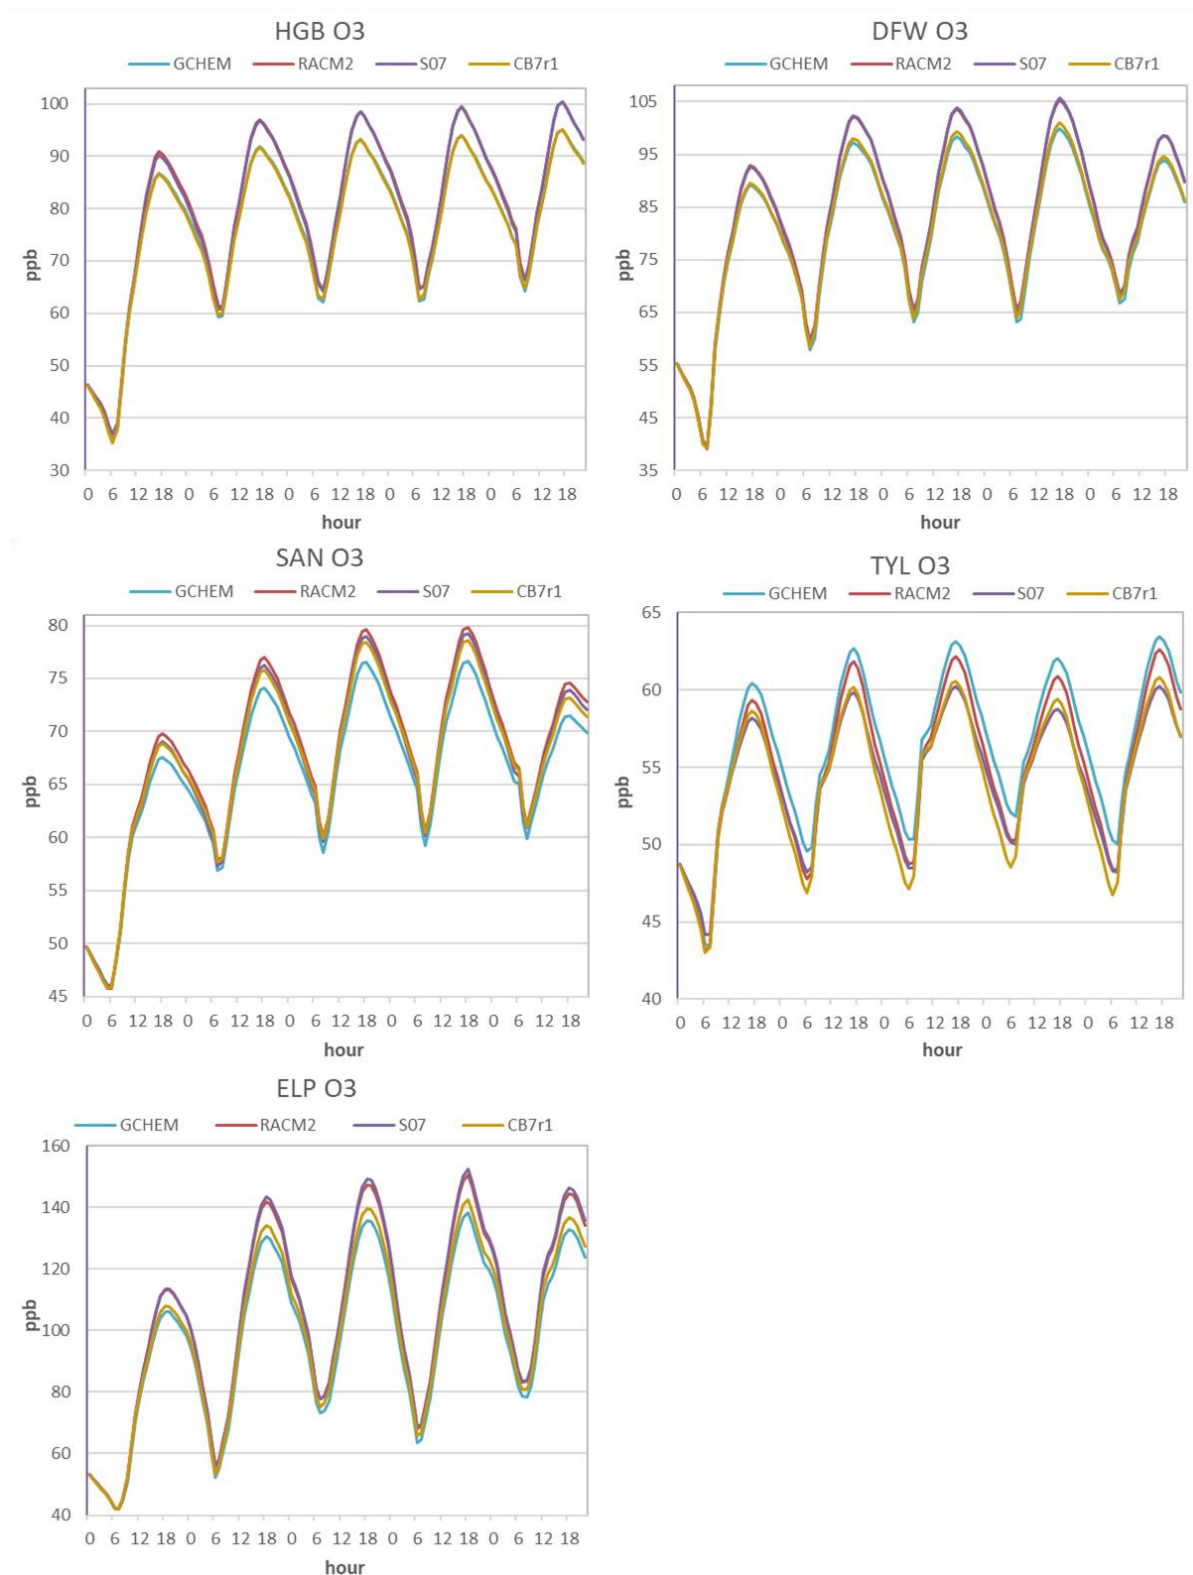 HGB O3
GCHEM RACM2 S07 CB7r1
100
90
80
70
60
50
40
30
ppb
0 6 12 18 0 6 12 18 0 6 12 18 0 6 12 18 0 6 12 18
hour
DFW O3
GCHEM RACM2 S07 CB7r1
105
95
85
75
65
55
45
35
ppb
0 6 12 18 0 6 12 18 0 6 12 18 0 6 12 18 0 6 12 18
hour
SAN O3
GCHEM RACM2 S07 CB7r1
80
75
70
65
60
55
50
45
ppb
0 6 12 18 0 6 12 18 0 6 12 18 0 6 12 18 0 6 12 18
hour
TYL O3
GCHEM RACM2 S07 CB7r1
65
60
55
50
45
40
ppb
0 6 12 18 0 6 12 18 0 6 12 18 0 6 12 18 0 6 12 18
hour
ELP O3
GCHEM RACM2 S07 CB7r1
160
140
120
100
80
60
40
ppb
0 6 12 18 0 6 12 18 0 6 12 18 0 6 12 18 0 6 12 18
hour